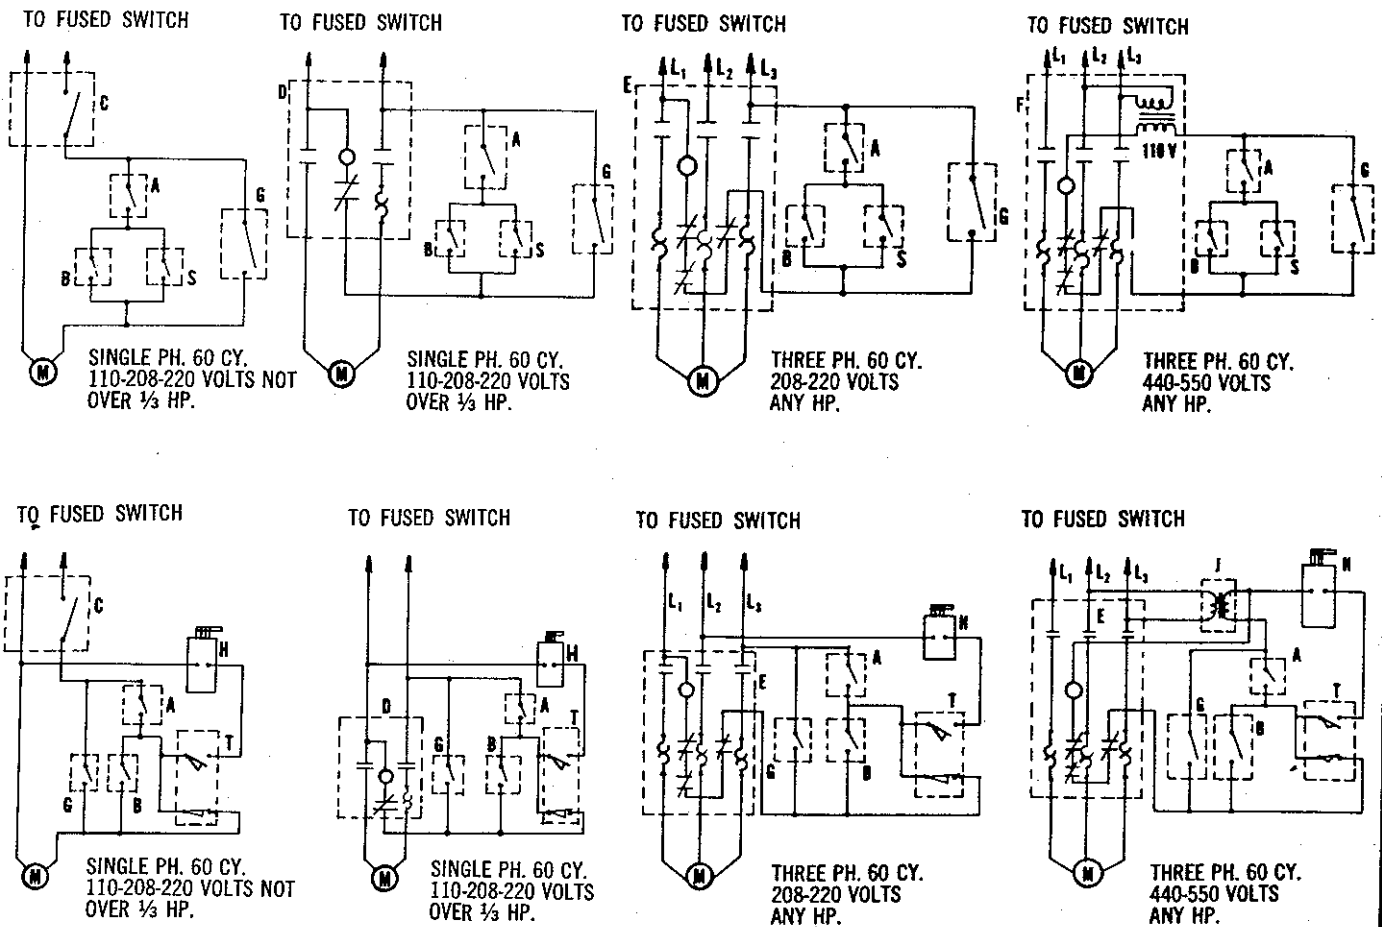 TO FUSED SWITCH
C
A
B
S
G
M
SINGLE PH. 60 CY.
110-208-220 VOLTS NOT
OVER ⅓ HP.
TO FUSED SWITCH
D
A
B
S
G
M
SINGLE PH. 60 CY.
110-208-220 VOLTS
OVER ⅓ HP.
TO FUSED SWITCH
L₁ L₂ L₃
E
A
B
S
G
M
THREE PH. 60 CY.
208-220 VOLTS
ANY HP.
TO FUSED SWITCH
L₁ L₂ L₃
F
110 V
A
B
S
G
M
THREE PH. 60 CY.
440-550 VOLTS
ANY HP.
TO FUSED SWITCH
C
H
A
T
G
B
M
SINGLE PH. 60 CY.
110-208-220 VOLTS NOT
OVER ⅓ HP.
TO FUSED SWITCH
H
D
A
T
G
B
M
SINGLE PH. 60 CY.
110-208-220 VOLTS
OVER ⅓ HP.
TO FUSED SWITCH
L₁ L₂ L₃
H
A
E
T
G
B
M
THREE PH. 60 CY.
208-220 VOLTS
ANY HP.
TO FUSED SWITCH
L₁ L₂ L₃
J
H
E
A
T
G
B
M
THREE PH. 60 CY.
440-550 VOLTS
ANY HP.